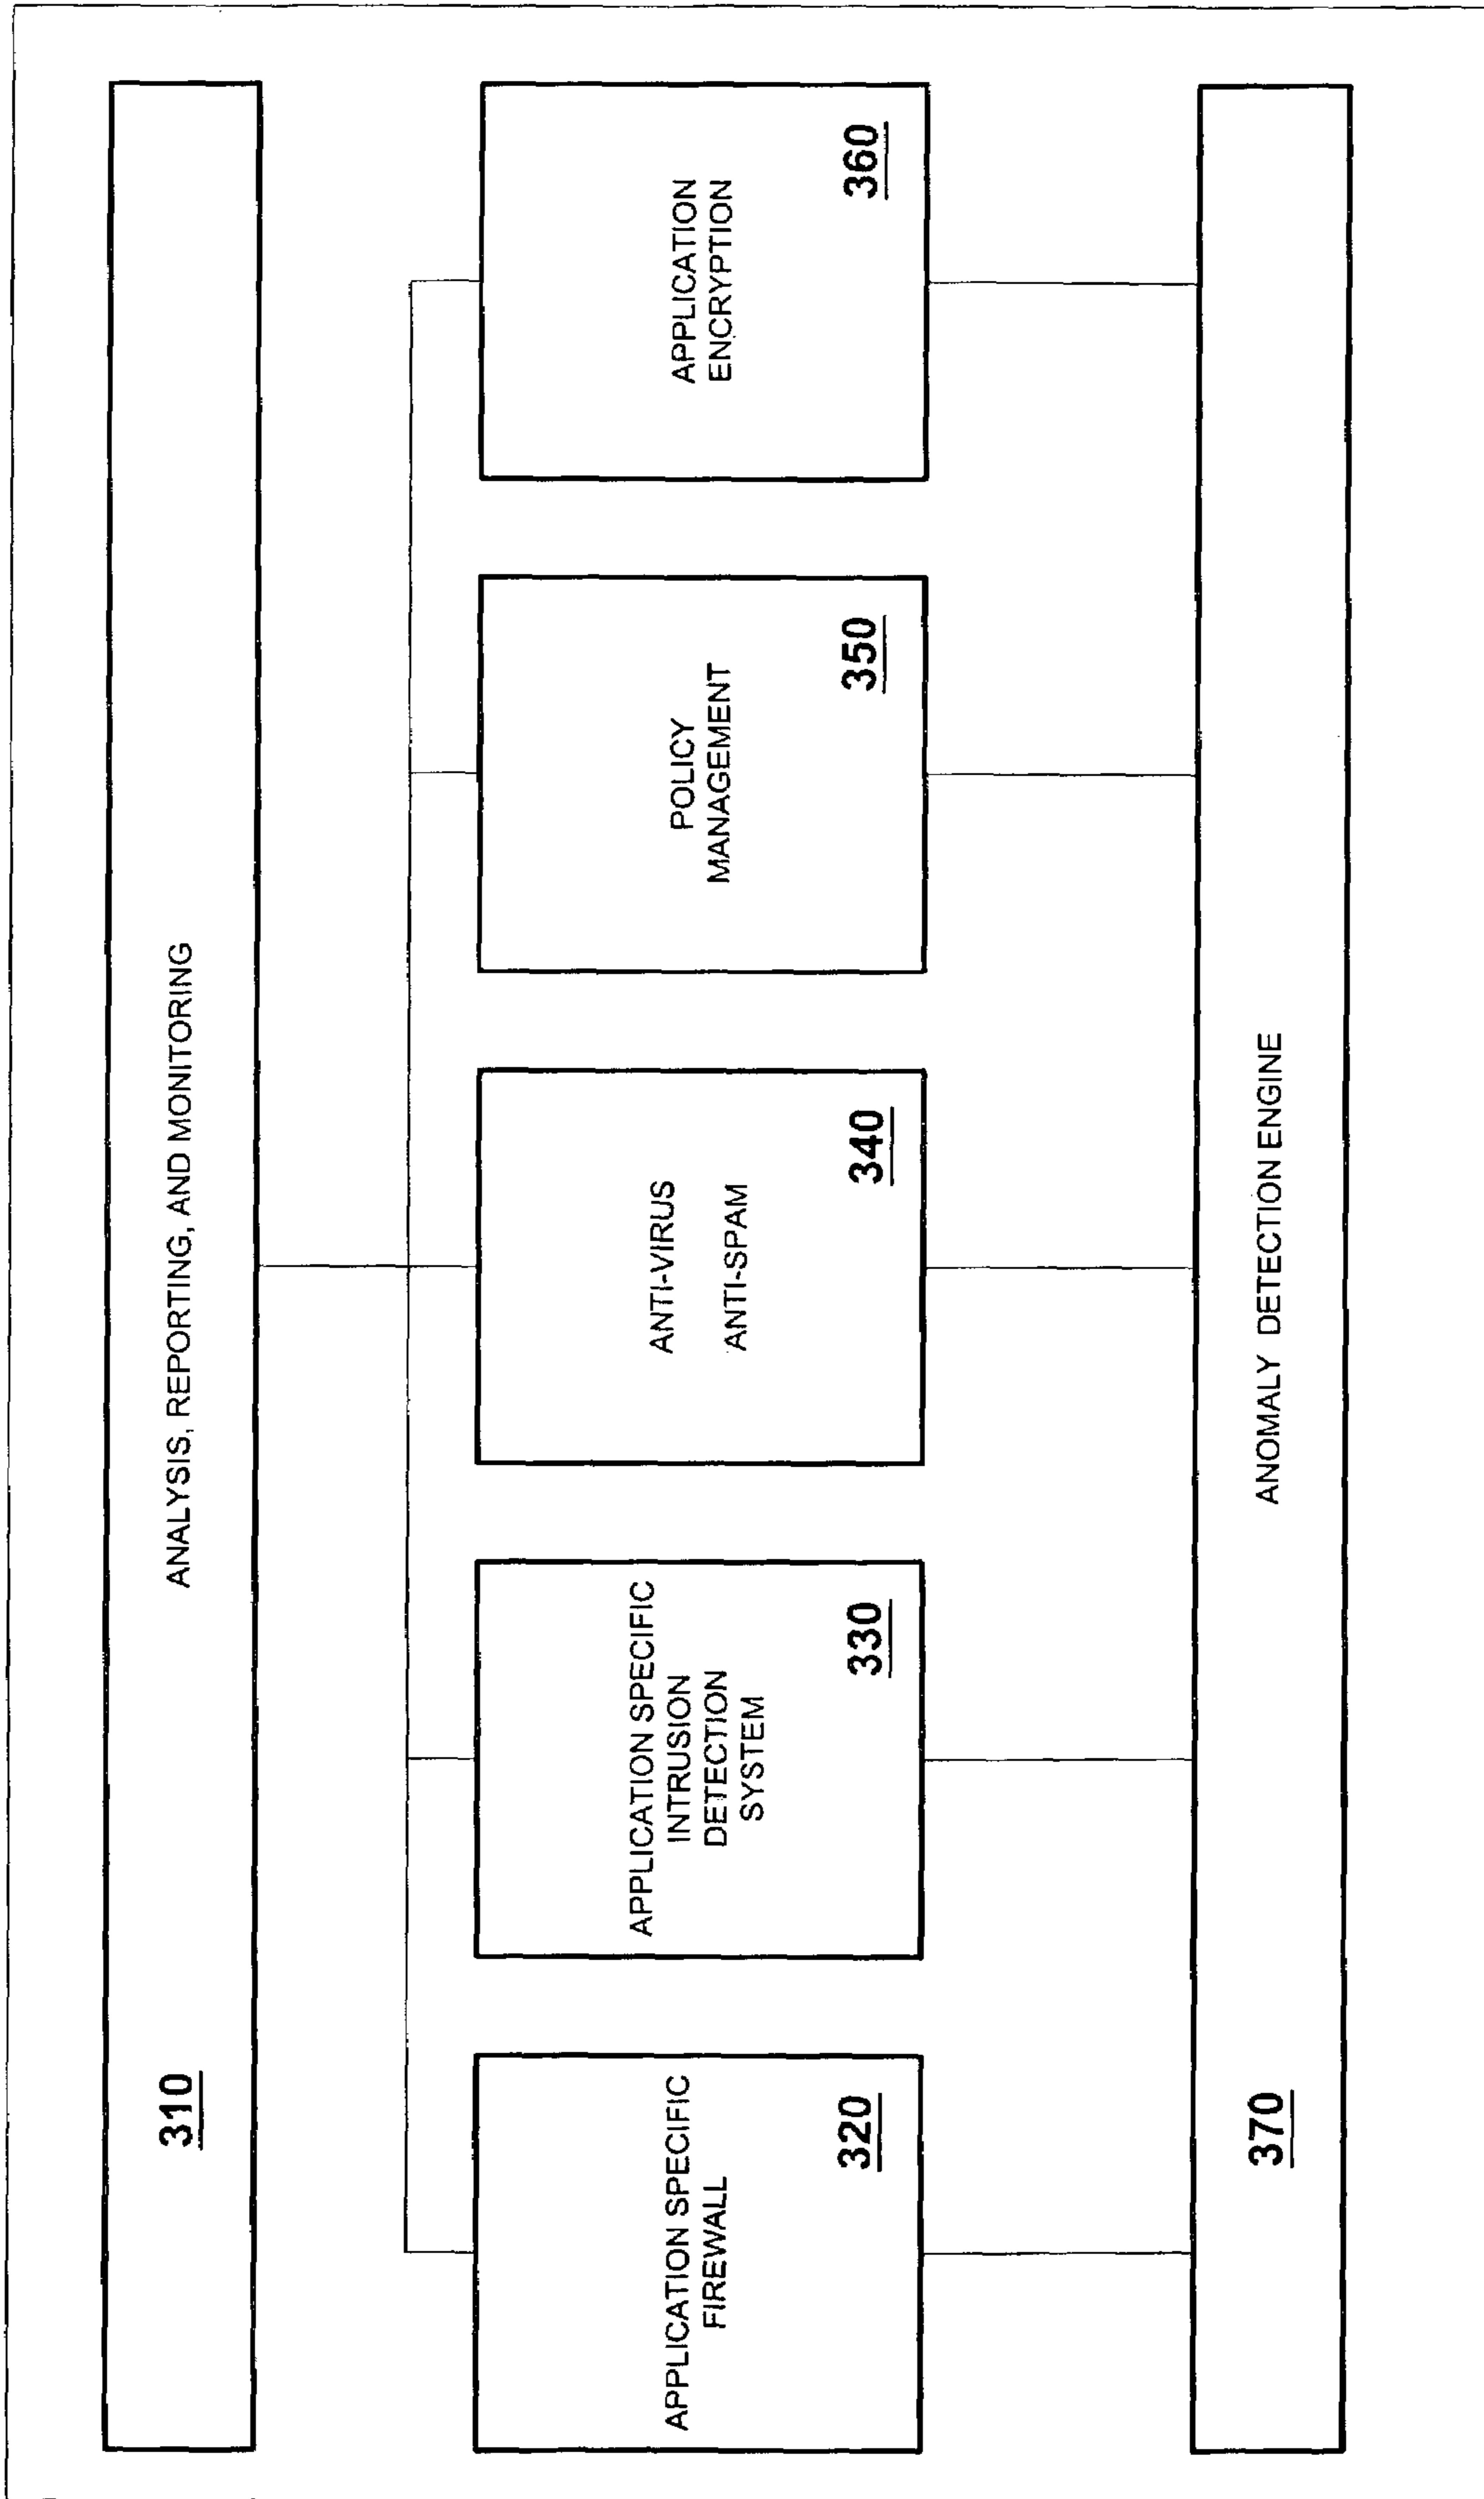 ANALYSIS, REPORTING, AND MONITORING
310
APPLICATION SPECIFIC
FIREWALL
320
APPLICATION SPECIFIC
INTRUSION
DETECTION
SYSTEM
330
ANTI-VIRUS
ANTI-SPAM
340
POLICY
MANAGEMENT
350
APPLICATION
ENCRYPTION
360
ANOMALY DETECTION ENGINE
370